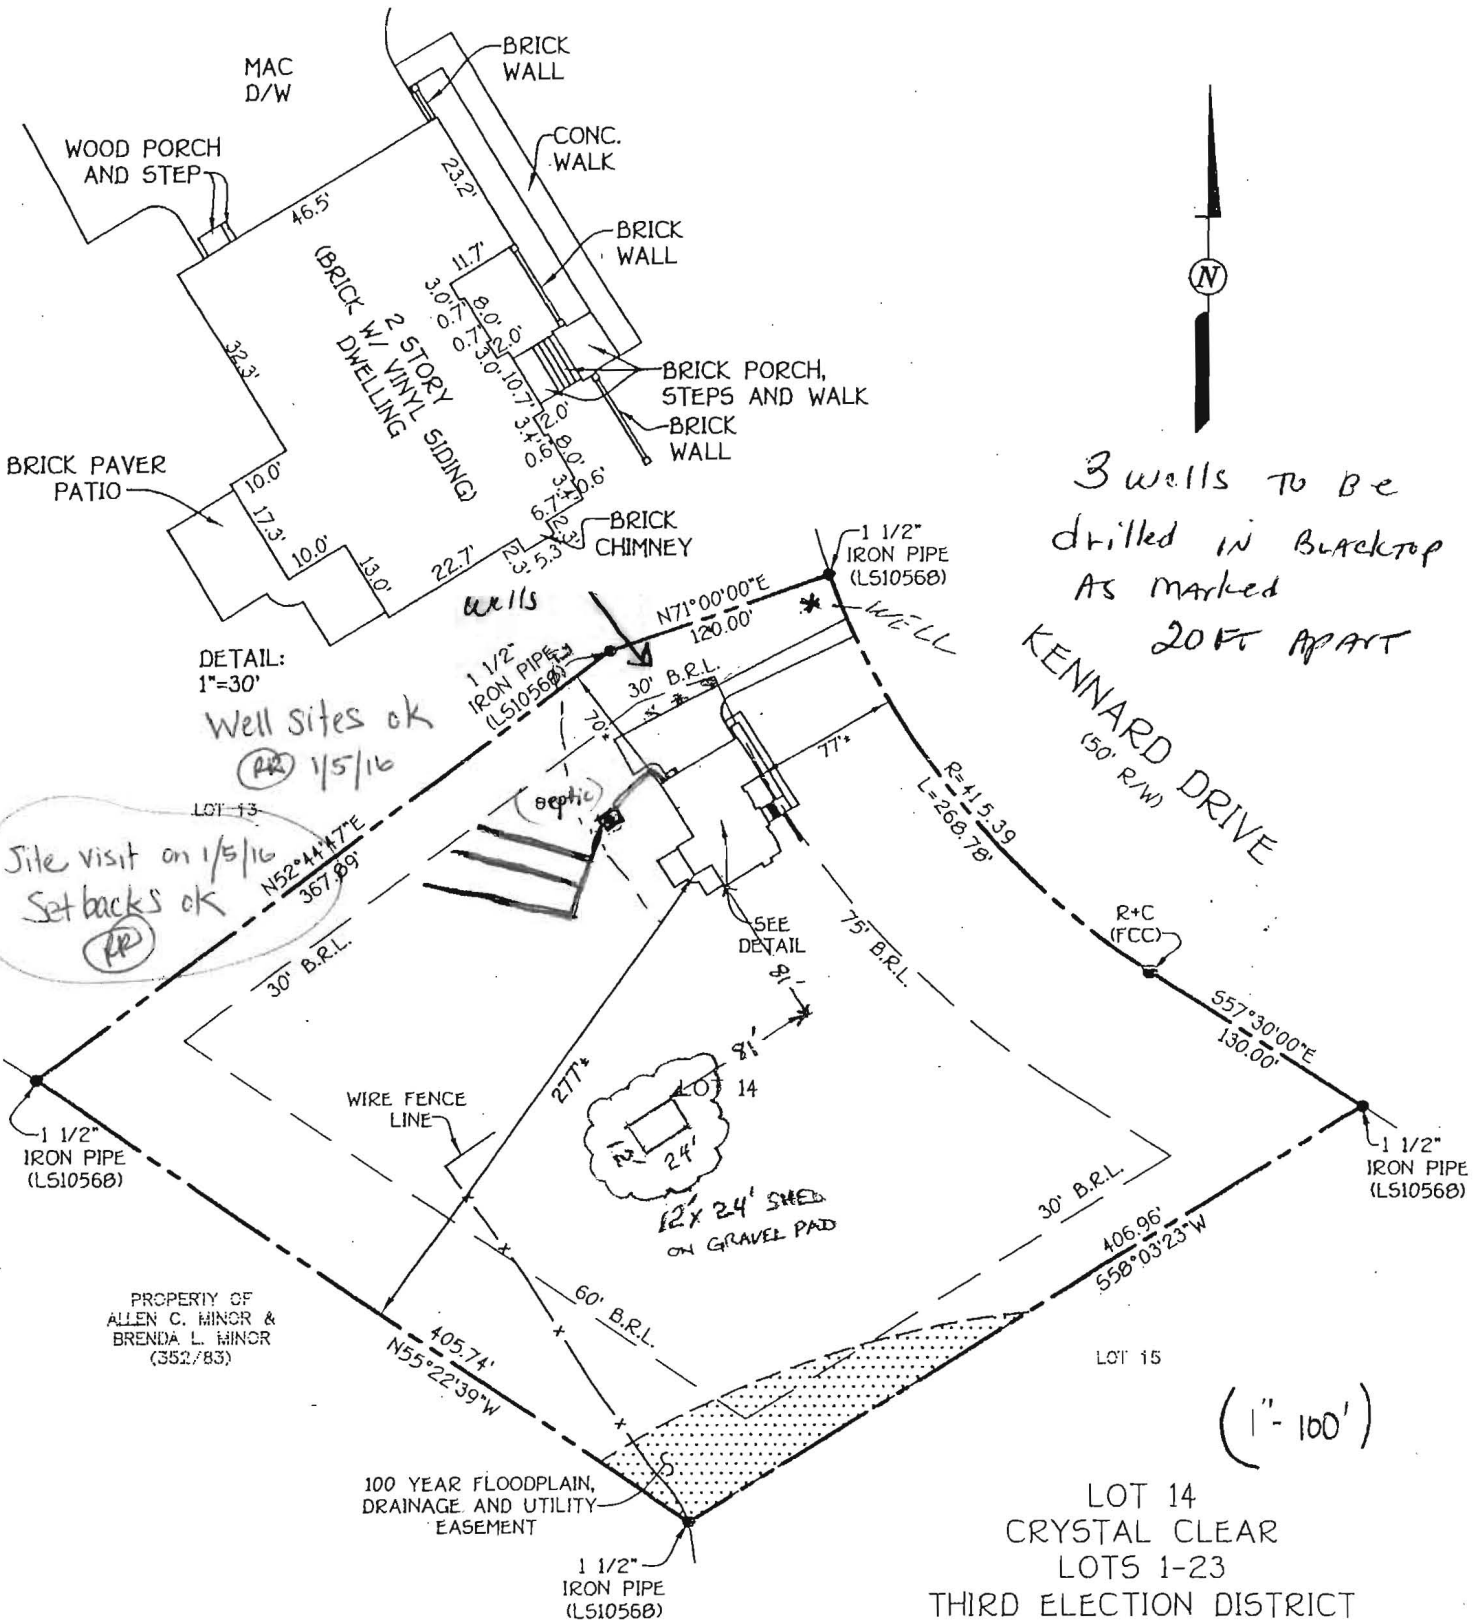 MAC
D/W
BRICK
WALL
WOOD PORCH
AND STEP
CONC.
WALK
46.5'
23.2'
BRICK
WALL
11.7'
3.0'
7.7'
0.7'
3.0'
8.0'
2.0'
2 STORY
(BRICK W/ VINYL SIDING)
DWELLING
32.3'
10.7'
2.0'
3.4'
0.6'
8.0'
3.4'
0.6'
6.7'
2.3'
5.3'
2.3'
BRICK PORCH,
STEPS AND WALK
BRICK
WALL
BRICK PAVER
PATIO
10.0'
17.3'
10.0'
13.0'
22.7'
BRICK
CHIMNEY
DETAIL:
1"=30'
N
3 wells TO Be
drilled IN BLACKTOP
AS MARKED
20 FT APART
wells
1 1/2"
IRON PIPE
(LS10568)
N71°00'00"E
120.00'
WELL
1 1/2"
IRON PIPE
(LS10568)
30' B.R.L.
70'±
77'±
KENNARD DRIVE
(50' R/W)
R=415.39
L=268.78'
Well sites ok
RR 1/5/16
LOT 13
Site visit on 1/5/16
Setbacks ok
RR
N52°44'47"E
367.89'
(septic)
30' B.R.L.
SEE
DETAIL
75' B.R.L.
R+C
(FCC)
S57°30'00"E
130.00'
81'
81'
277'±
LOT 14
12'
24'
12'x 24' SHED
ON GRAVEL PAD
WIRE FENCE
LINE
1 1/2"
IRON PIPE
(LS10568)
1 1/2"
IRON PIPE
(LS10568)
30' B.R.L.
406.96'
S58°03'23"W
60' B.R.L.
PROPERTY OF
ALLEN C. MINOR &
BRENDA L. MINOR
(352/83)
405.74'
N55°22'39"W
LOT 15
(1"- 100')
100 YEAR FLOODPLAIN,
DRAINAGE AND UTILITY
EASEMENT
1 1/2"
IRON PIPE
(LS10568)
LOT 14
CRYSTAL CLEAR
LOTS 1-23
THIRD ELECTION DISTRICT